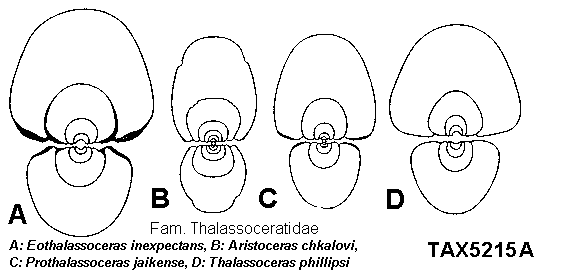 A
B
C
D
Fam. Thalassoceratidae
A: Eothalassoceras inexpectans, B: Aristoceras chkalovi,
C: Prothalassoceras jaikense, D: Thalassoceras phillipsi
TAX5215A